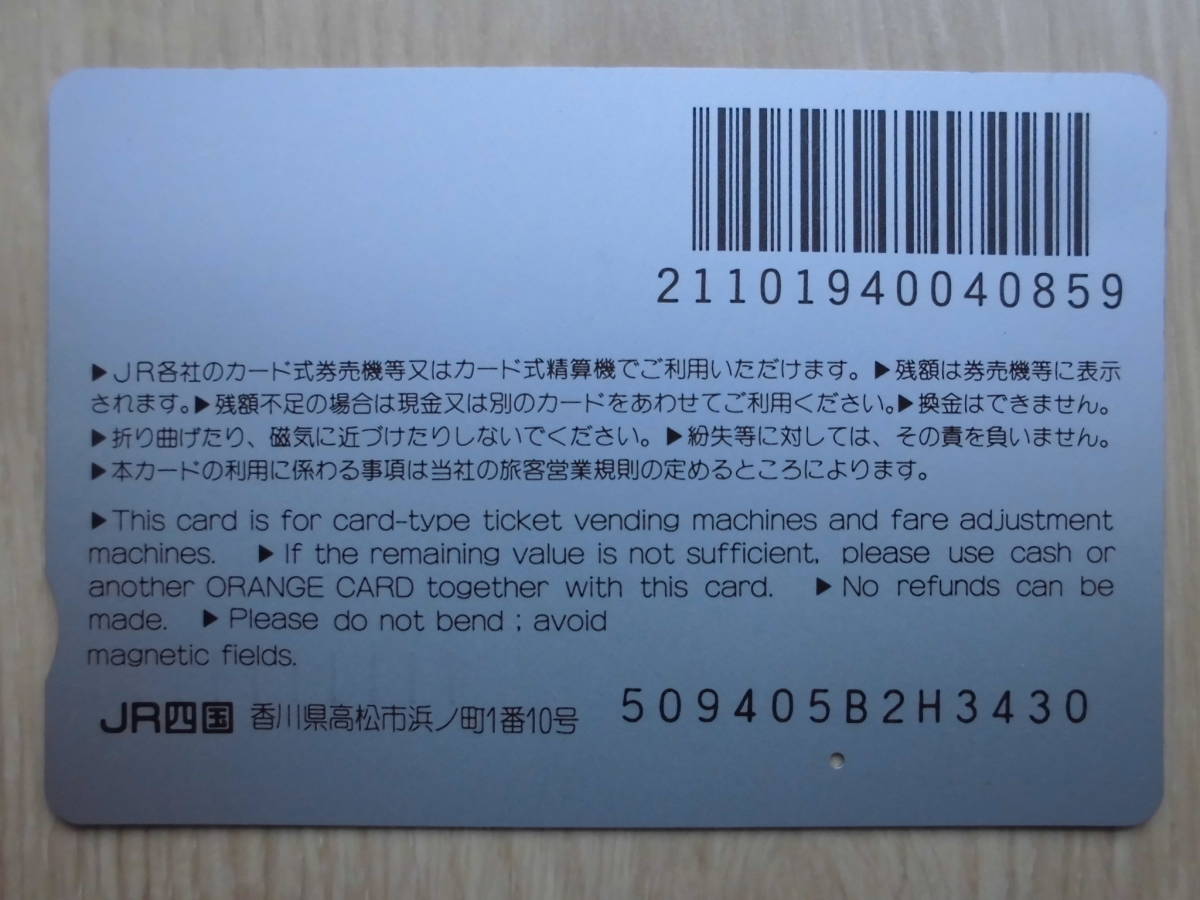 21101940040859
▶JR各社のカード式券売機等又はカード式精算機でご利用いただけます。▶残額は券売機等に表示
されます。▶残額不足の場合は現金又は別のカードをあわせてご利用ください。▶換金はできません。
▶折り曲げたり、磁気に近づけたりしないでください。▶紛失等に対しては、その責を負いません。
▶本カードの利用に係わる事項は当社の旅客営業規則の定めるところによります。
▶This card is for card-type ticket vending machines and fare adjustment
machines. ▶If the remaining value is not sufficient, please use cash or
another ORANGE CARD together with this card. ▶No refunds can be
made. ▶Please do not bend; avoid
magnetic fields.
JR四国 香川県高松市浜ノ町1番10号 509405B2H3430